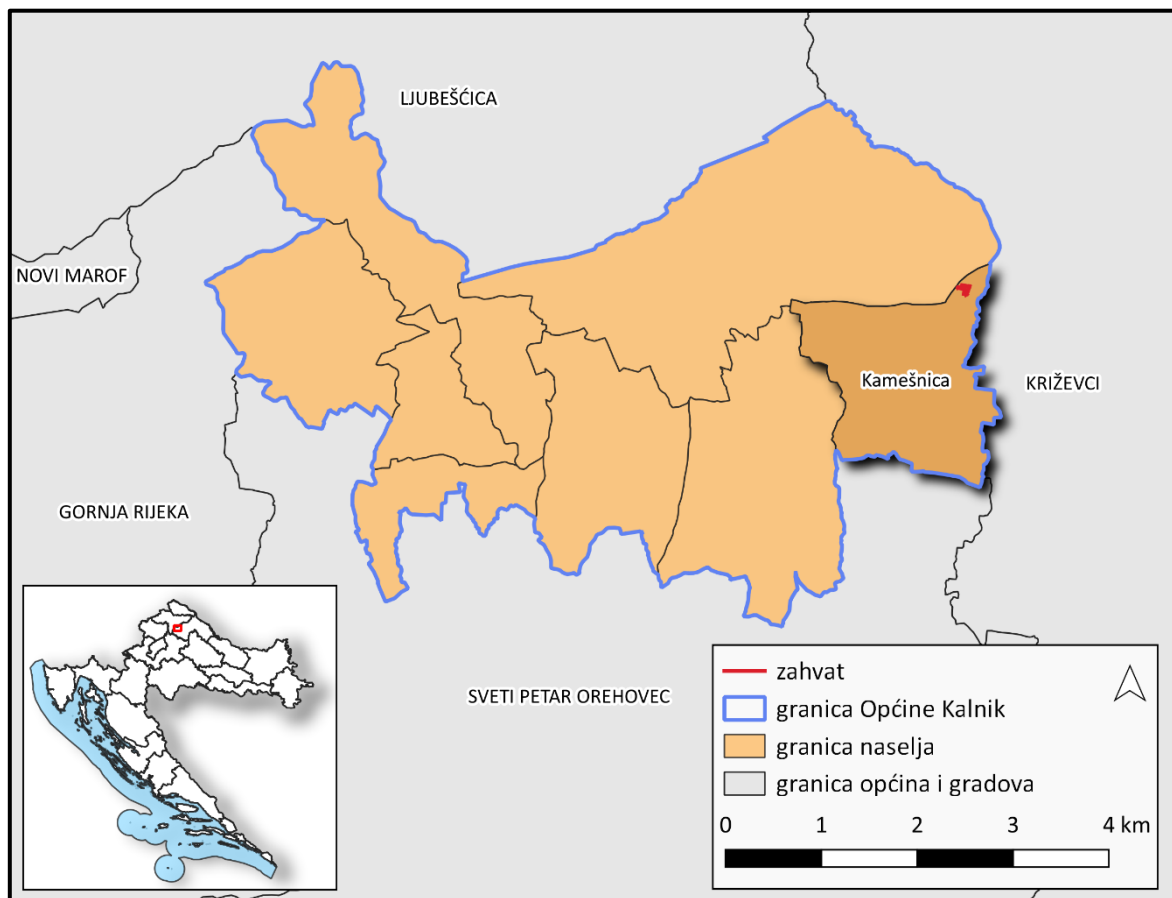 LJUBEŠĆICA
NOVI MAROF
Kamešnica
KRIŽEVCI
GORNJA RIJEKA
SVETI PETAR OREHOVEC
zahvat
granica Općine Kalnik
granica naselja
granica općina i gradova
0 1 2 3 4 km